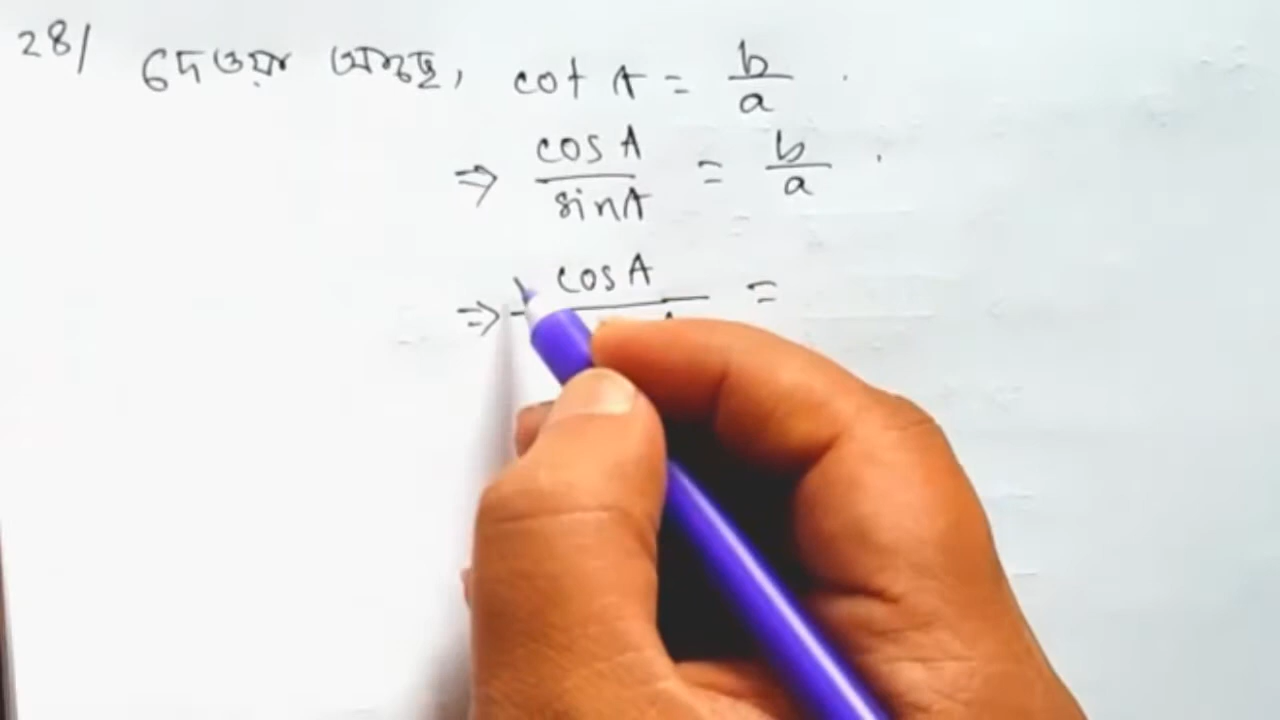 28/ দেওয়া আছে, cot A = b/a
⇒ cos A / sin A = b/a
⇒ cos A =